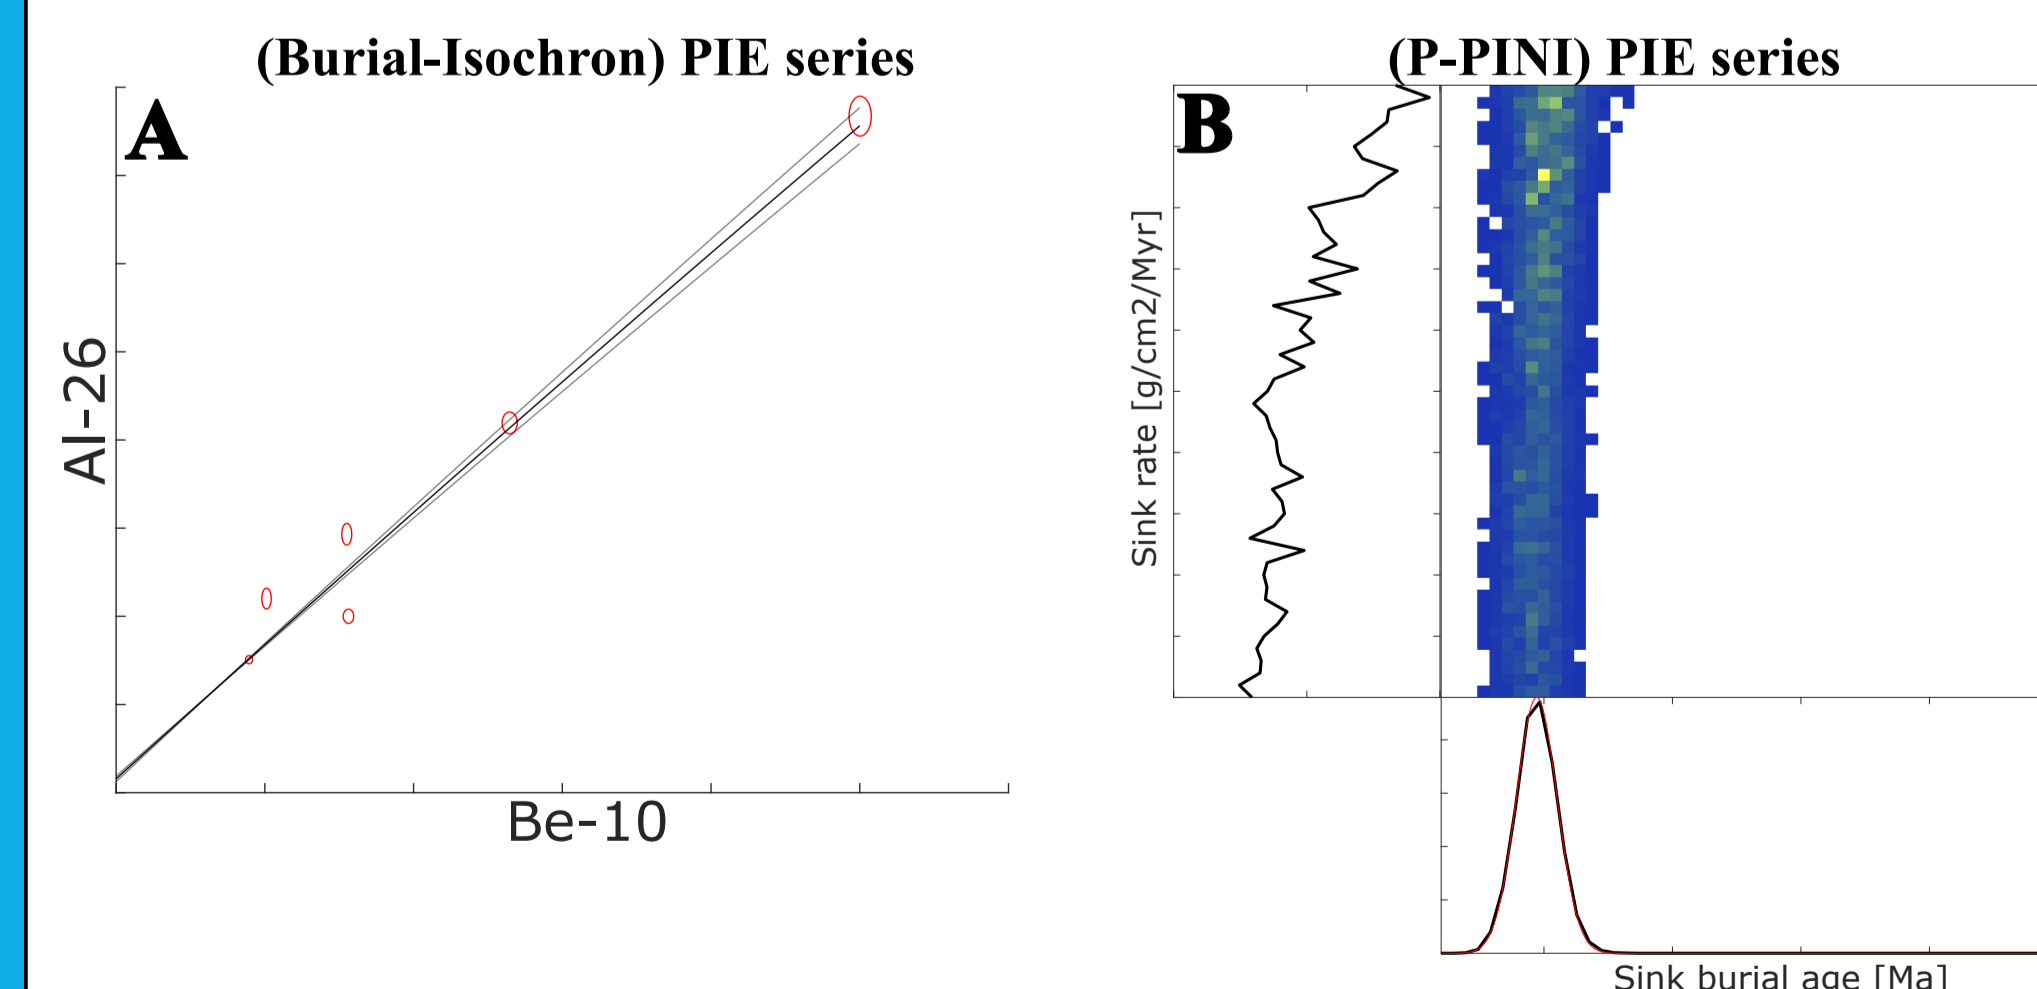 (Burial-Isochron) PIE series
A
Al-26
Be-10
(P-PINI) PIE series
B
Sink rate [g/cm2/Myr]
Sink burial age [Ma]